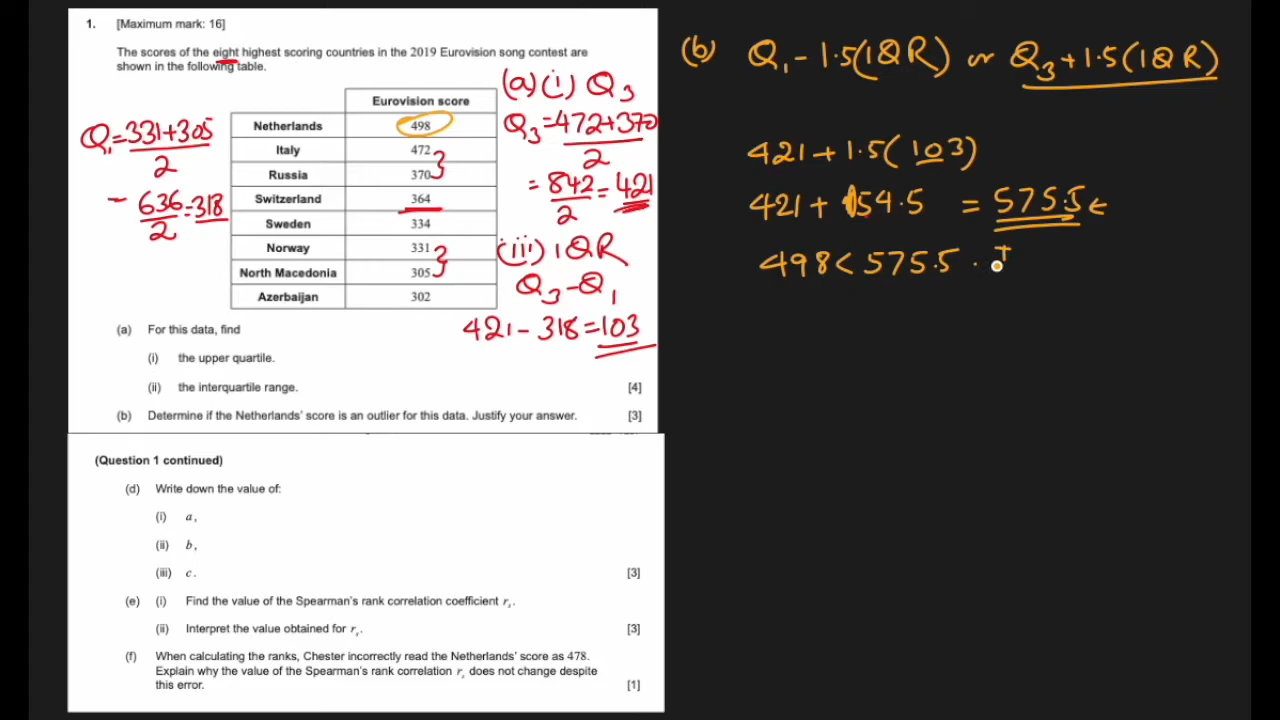 1. [Maximum mark: 16]
The scores of the eight highest scoring countries in the 2019 Eurovision song contest are
shown in the following table.
Eurovision score
Netherlands 498
Italy 472
Russia 370
Switzerland 364
Sweden 334
Norway 331
North Macedonia 305
Azerbaijan 302
Q₁=331+305
2
- 636=318
2
(a)(i) Q₃
Q₃=472+370
2
= 842=421
2
(iii) IQR
Q₃-Q₁
421-318=103
(a) For this data, find
(i) the upper quartile.
(ii) the interquartile range. [4]
(b) Determine if the Netherlands' score is an outlier for this data. Justify your answer. [3]
(Question 1 continued)
(d) Write down the value of:
(i) a,
(ii) b,
(iii) c. [3]
(e) (i) Find the value of the Spearman's rank correlation coefficient rₛ.
(ii) Interpret the value obtained for rₛ. [3]
(f) When calculating the ranks, Chester incorrectly read the Netherlands' score as 478.
Explain why the value of the Spearman's rank correlation rₛ does not change despite
this error. [1]
(b) Q₁-1.5(IQR) or Q₃+1.5(IQR)
421+1.5(103)
421+154.5 = 575.5←
498<575.5 .